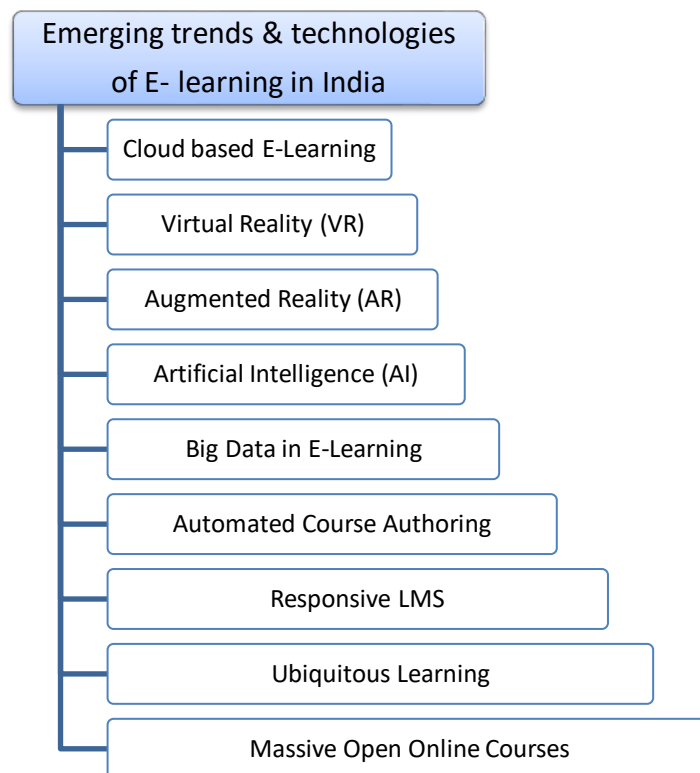 Emerging trends & technologies
of E- learning in India
Cloud based E-Learning
Virtual Reality (VR)
Augmented Reality (AR)
Artificial Intelligence (AI)
Big Data in E-Learning
Automated Course Authoring
Responsive LMS
Ubiquitous Learning
Massive Open Online Courses